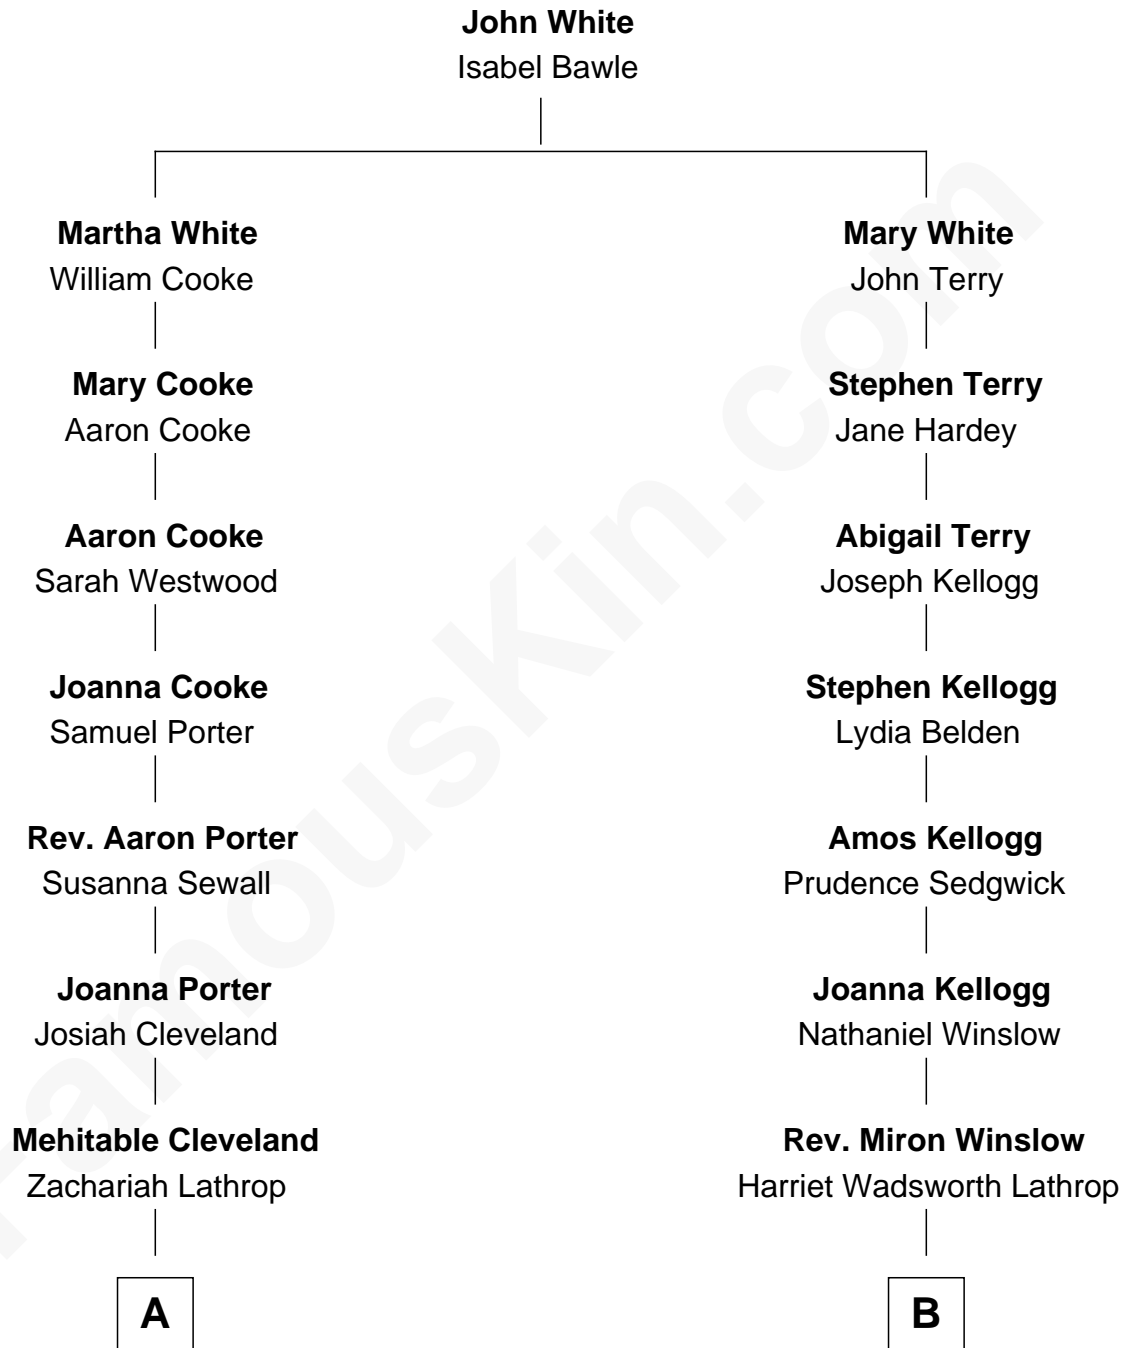 John White
Isabel Bawle
Martha White
William Cooke
Mary White
John Terry
Mary Cooke
Aaron Cooke
Stephen Terry
Jane Hardey
Aaron Cooke
Sarah Westwood
Abigail Terry
Joseph Kellogg
Joanna Cooke
Samuel Porter
Stephen Kellogg
Lydia Belden
Rev. Aaron Porter
Susanna Sewall
Amos Kellogg
Prudence Sedgwick
Joanna Porter
Josiah Cleveland
Joanna Kellogg
Nathaniel Winslow
Mehitable Cleveland
Zachariah Lathrop
Rev. Miron Winslow
Harriet Wadsworth Lathrop
A
B
FamousKin.com